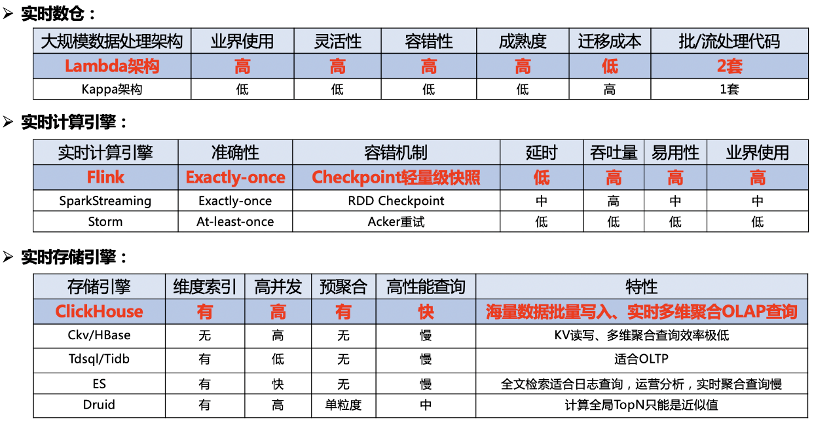 ➢ 实时数仓：
大规模数据处理架构 业界使用 灵活性 容错性 成熟度 迁移成本 批/流处理代码
Lambda架构 高 高 高 高 低 2套
Kappa架构 低 低 低 低 高 1套
➢ 实时计算引擎：
实时计算引擎 准确性 容错机制 延时 吞吐量 易用性 业界使用
Flink Exactly-once Checkpoint轻量级快照 低 高 高 高
SparkStreaming Exactly-once RDD Checkpoint 中 高 中 中
Storm At-least-once Acker重试 低 低 低 低
➢ 实时存储引擎：
存储引擎 维度索引 高并发 预聚合 高性能查询 特性
ClickHouse 有 高 有 快 海量数据批量写入、实时多维聚合OLAP查询
Ckv/HBase 无 高 无 慢 KV读写、多维聚合查询效率极低
Tdsql/Tidb 有 低 无 慢 适合OLTP
ES 有 快 无 慢 全文检索适合日志查询，运营分析，实时聚合查询慢
Druid 有 高 单粒度 中 计算全局TopN只能是近似值